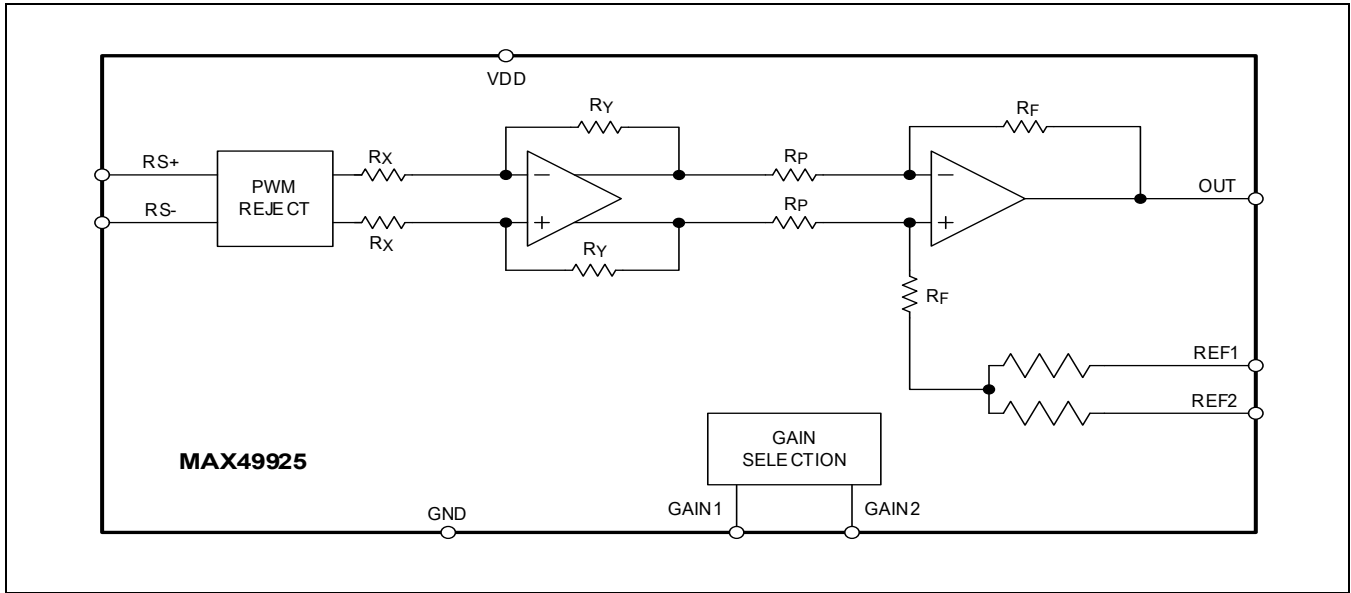 VDD
RY
RF
RS+
RX
RP
PWM
REJECT
OUT
RS-
RP
RX
RY
RF
REF1
REF2
GAIN
SELECTION
MAX49925
GND
GAIN1
GAIN2